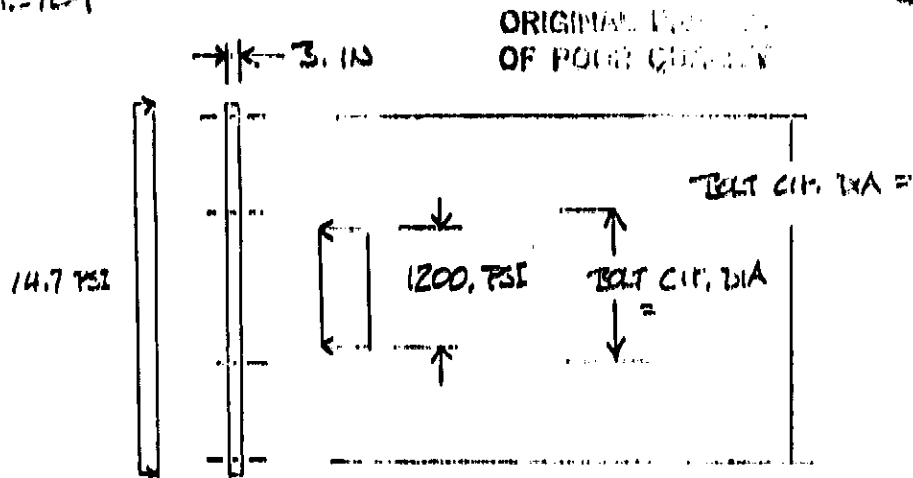 ORIGINAL
OF POOR
3. IN
BOLT CIR. DIA =
14.7 PSI
1200. PSI
BOLT CIR. DIA
=